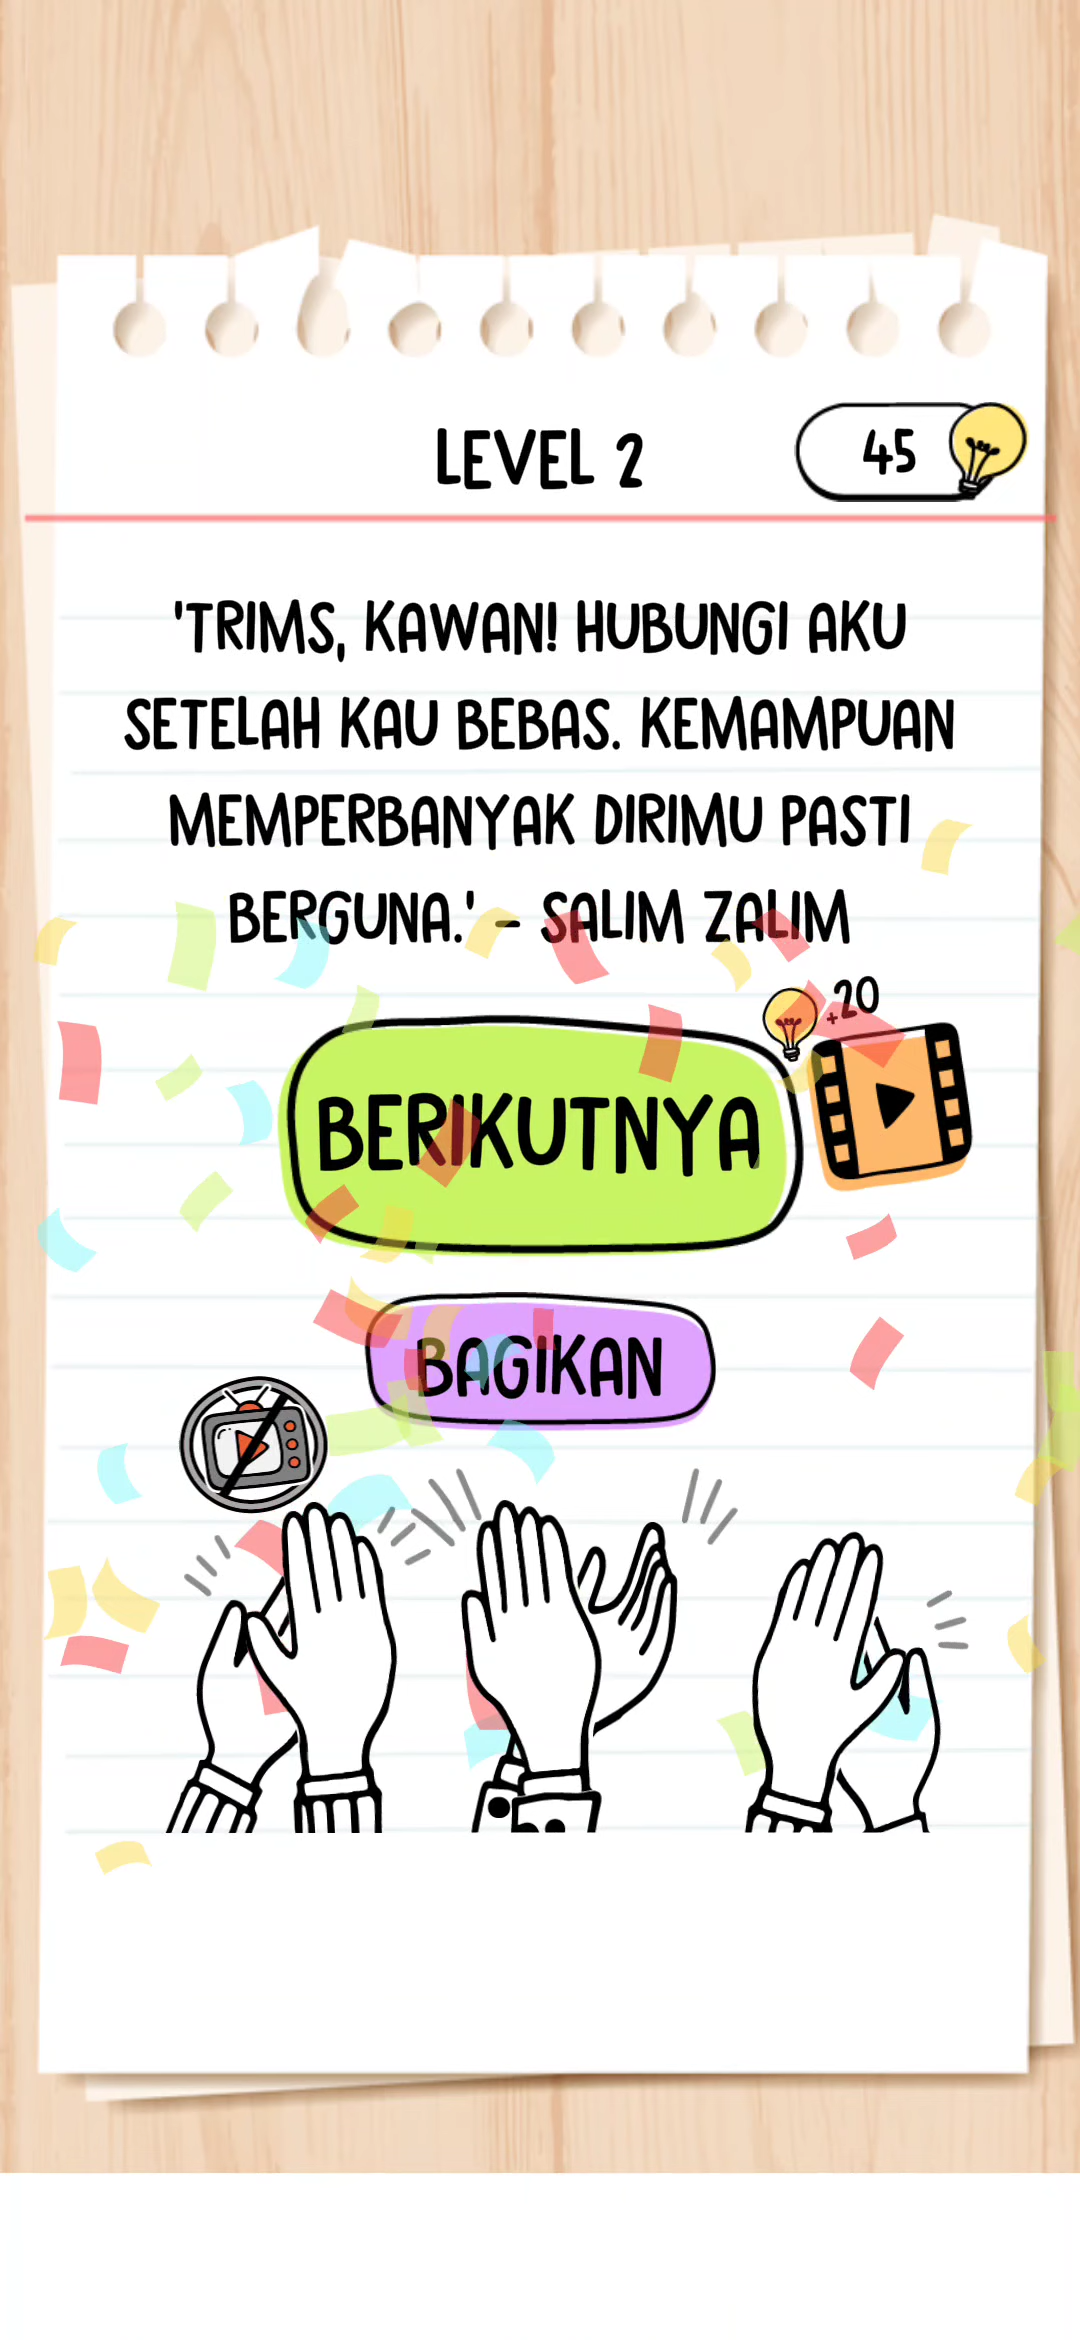 LEVEL 2
45
'TRIMS, KAWAN! HUBUNGI AKU
SETELAH KAU BEBAS. KEMAMPUAN
MEMPERBANYAK DIRIMU PASTI
BERGUNA.' - SALIM ZALIM
+20
BERIKUTNYA
BAGIKAN